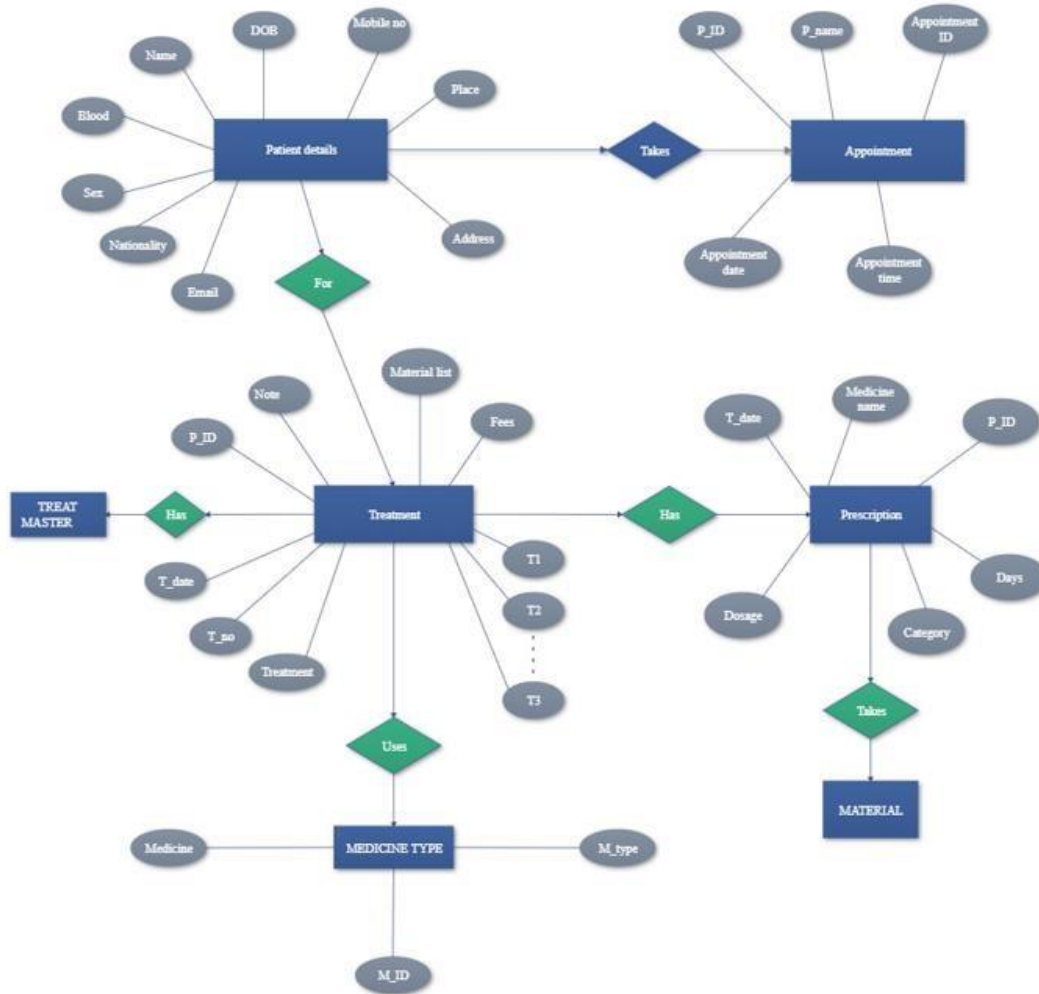 DOB
Mobile no
Name
Place
Blood
Patient details
Sex
Nationality
Address
Email
P_ID
P_name
Appointment
ID
Takes
Appointment
Appointment
date
Appointment
time
For
Material list
Note
Fees
P_ID
TREAT
MASTER
Has
Treatment
T_date
T_no
Treatment
T1
T2
T3
Has
T_date
Medicine
name
P_ID
Prescription
Dosage
Days
Category
Takes
MATERIAL
Uses
Medicine
MEDICINE TYPE
M_type
M_ID